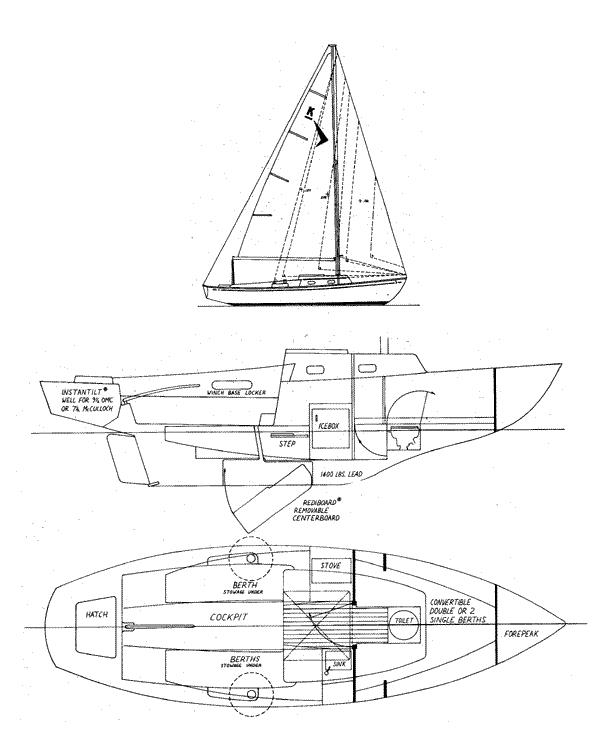 K
INSTANTILT®
WELL FOR 9½ OMC
OR 7½ McCULLOCH
WINCH BASE LOCKER
ICEBOX
STEP
1400 LBS. LEAD
REDIBOARD®
REMOVABLE
CENTERBOARD
STOVE
BERTH
STOWAGE UNDER
HATCH
COCKPIT
TOILET
CONVERTIBLE
DOUBLE OR 2
SINGLE BERTHS
FOREPEAK
BERTHS
STOWAGE UNDER
SINK